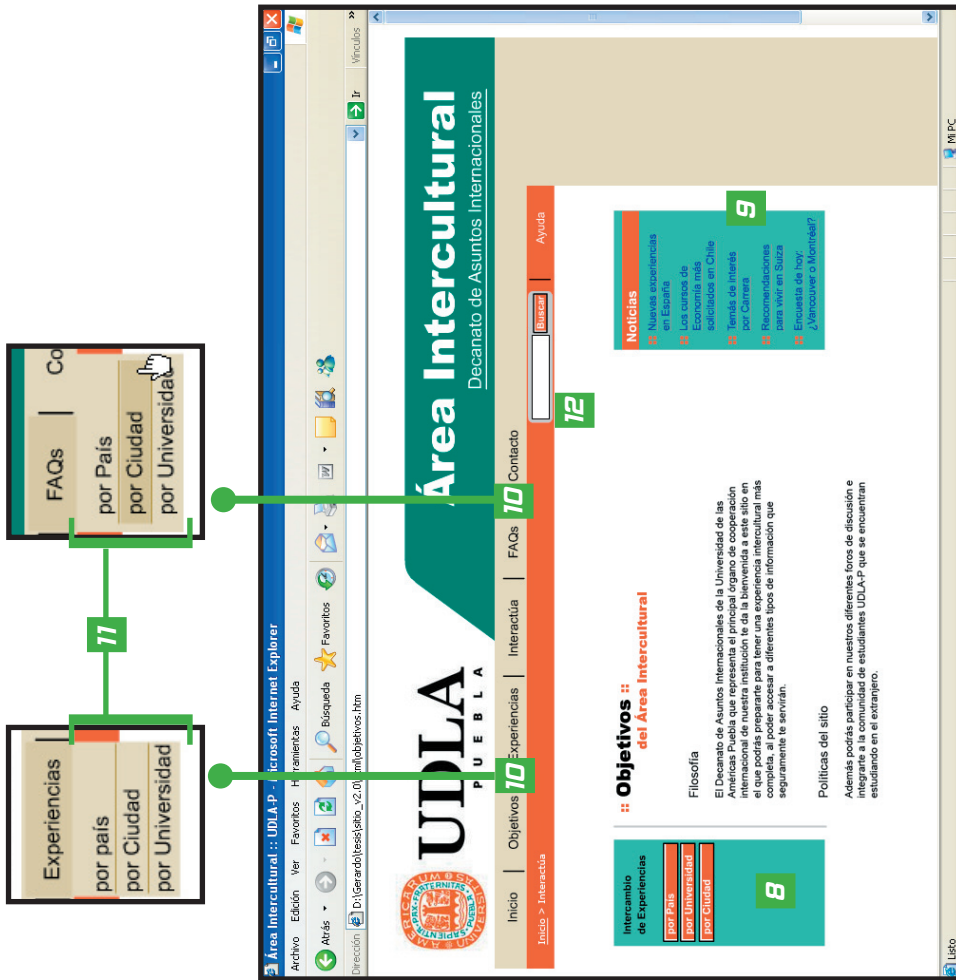 Experiencias
por país
por Ciudad
por Universidad
11
FAQs
Co
por País
por Ciudad
por Universidad
Área Intercultural :: UDLA-P - Microsoft Internet Explorer
Archivo Edición Ver Favoritos Herramientas Ayuda
Atrás Búsqueda Favoritos
Dirección D:\Gerardo\tesis\sitio_v2.0\html\objetivos.htm Ir Vínculos »
UDLA
PUEBLA
Área Intercultural
Decanato de Asuntos Internacionales
Inicio | Objetivos 10 Experiencias | Interactúa | FAQs 10 Contacto
Inicio > Interactúa Buscar | Ayuda
12
Intercambio
de Experiencias
por País
por Universidad
por Ciudad
8
:: Objetivos ::
del Área Intercultural
Filosofía
El Decanato de Asuntos Internacionales de la Universidad de las
Américas Puebla que representa el principal órgano de cooperación
internacional de nuestra institución te da la bienvenida a este sitio en
el que podrás prepararte para tener una experiencia intercultural más
completa, al poder accesar a diferentes tipos de información que
seguramente te servirán.
Políticas del sitio
Además podrás participar en nuestros diferentes foros de discusión e
integrarte a la comunidad de estudiantes UDLA-P que se encuentran
estudiando en el extranjero.
Noticias
:: Nuevas experiencias
en España
:: Los cursos de
Economía más
solicitados en Chile
:: Temás de interés
por Carrera
:: Recomendaciones
para vivir en Suiza
:: Encuesta de hoy:
¿Vancouver o Montréal?
9
Listo Mi PC